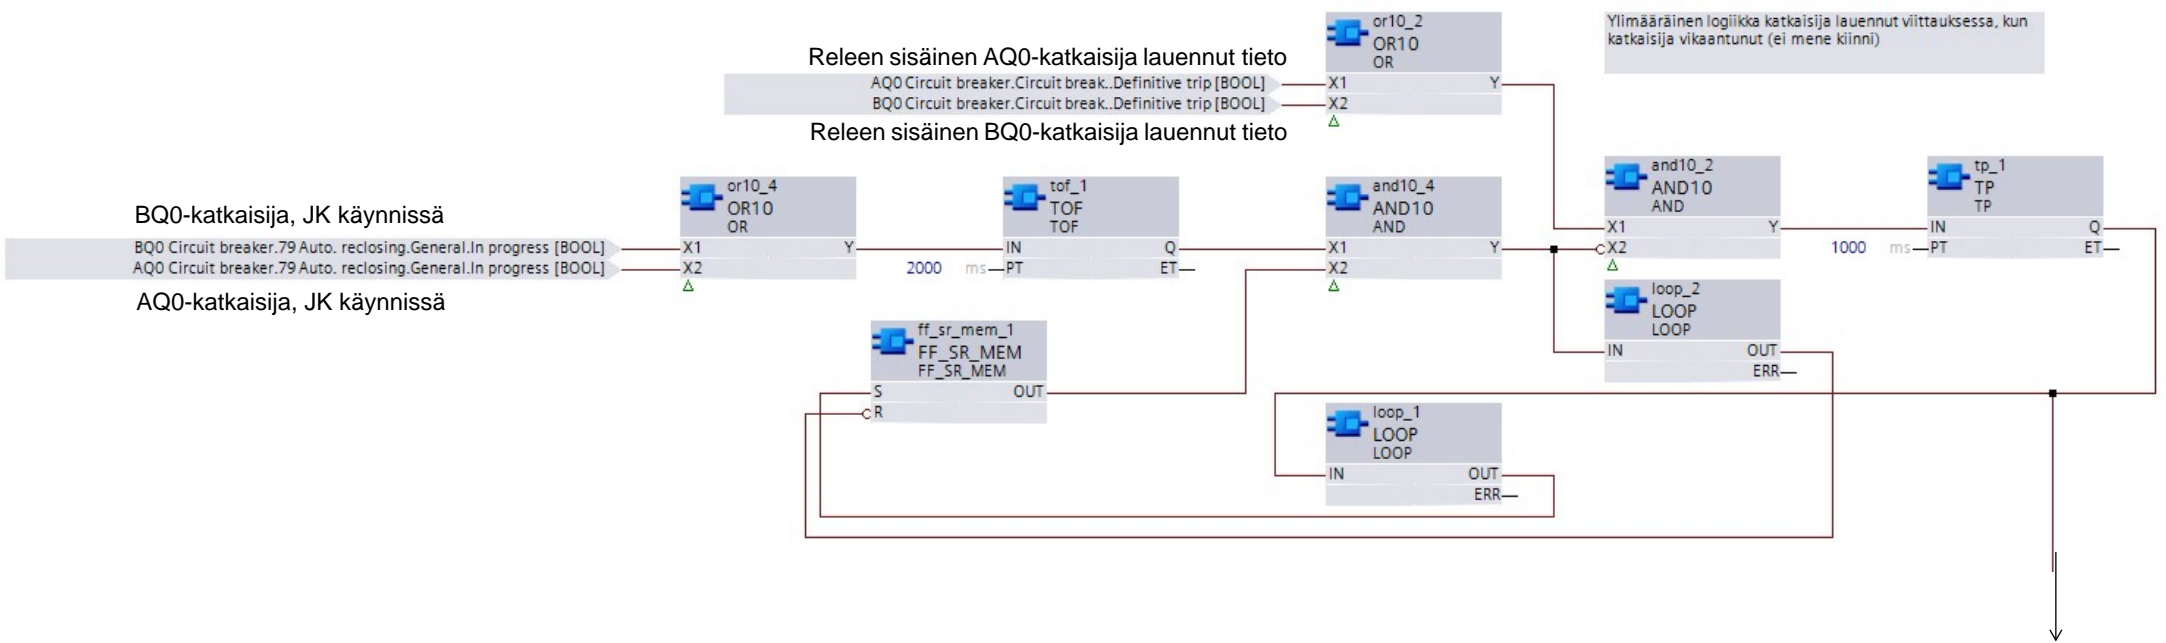 or10_2
OR10
OR
Ylimääräinen logiikka katkaisija lauennut viittauksessa, kun
katkaisija vikaantunut (ei mene kiinni)
Releen sisäinen AQ0-katkaisija lauennut tieto
AQ0 Circuit breaker.Circuit break..Definitive trip [BOOL]
X1 Y
BQ0 Circuit breaker.Circuit break..Definitive trip [BOOL]
X2
Releen sisäinen BQ0-katkaisija lauennut tieto
or10_4
OR10
OR
tof_1
TOF
TOF
and10_4
AND10
AND
and10_2
AND10
AND
tp_1
TP
TP
BQ0-katkaisija, JK käynnissä
X1 Y
X2
IN Q
1000 ms PT ET
BQ0 Circuit breaker.79 Auto. reclosing.General.In progress [BOOL]
X1 Y
IN Q
X1 Y
AQ0 Circuit breaker.79 Auto. reclosing.General.In progress [BOOL]
X2
2000 ms PT ET
X2
AQ0-katkaisija, JK käynnissä
loop_2
LOOP
LOOP
IN OUT
ERR
ff_sr_mem_1
FF_SR_MEM
FF_SR_MEM
S OUT
R
loop_1
LOOP
LOOP
IN OUT
ERR